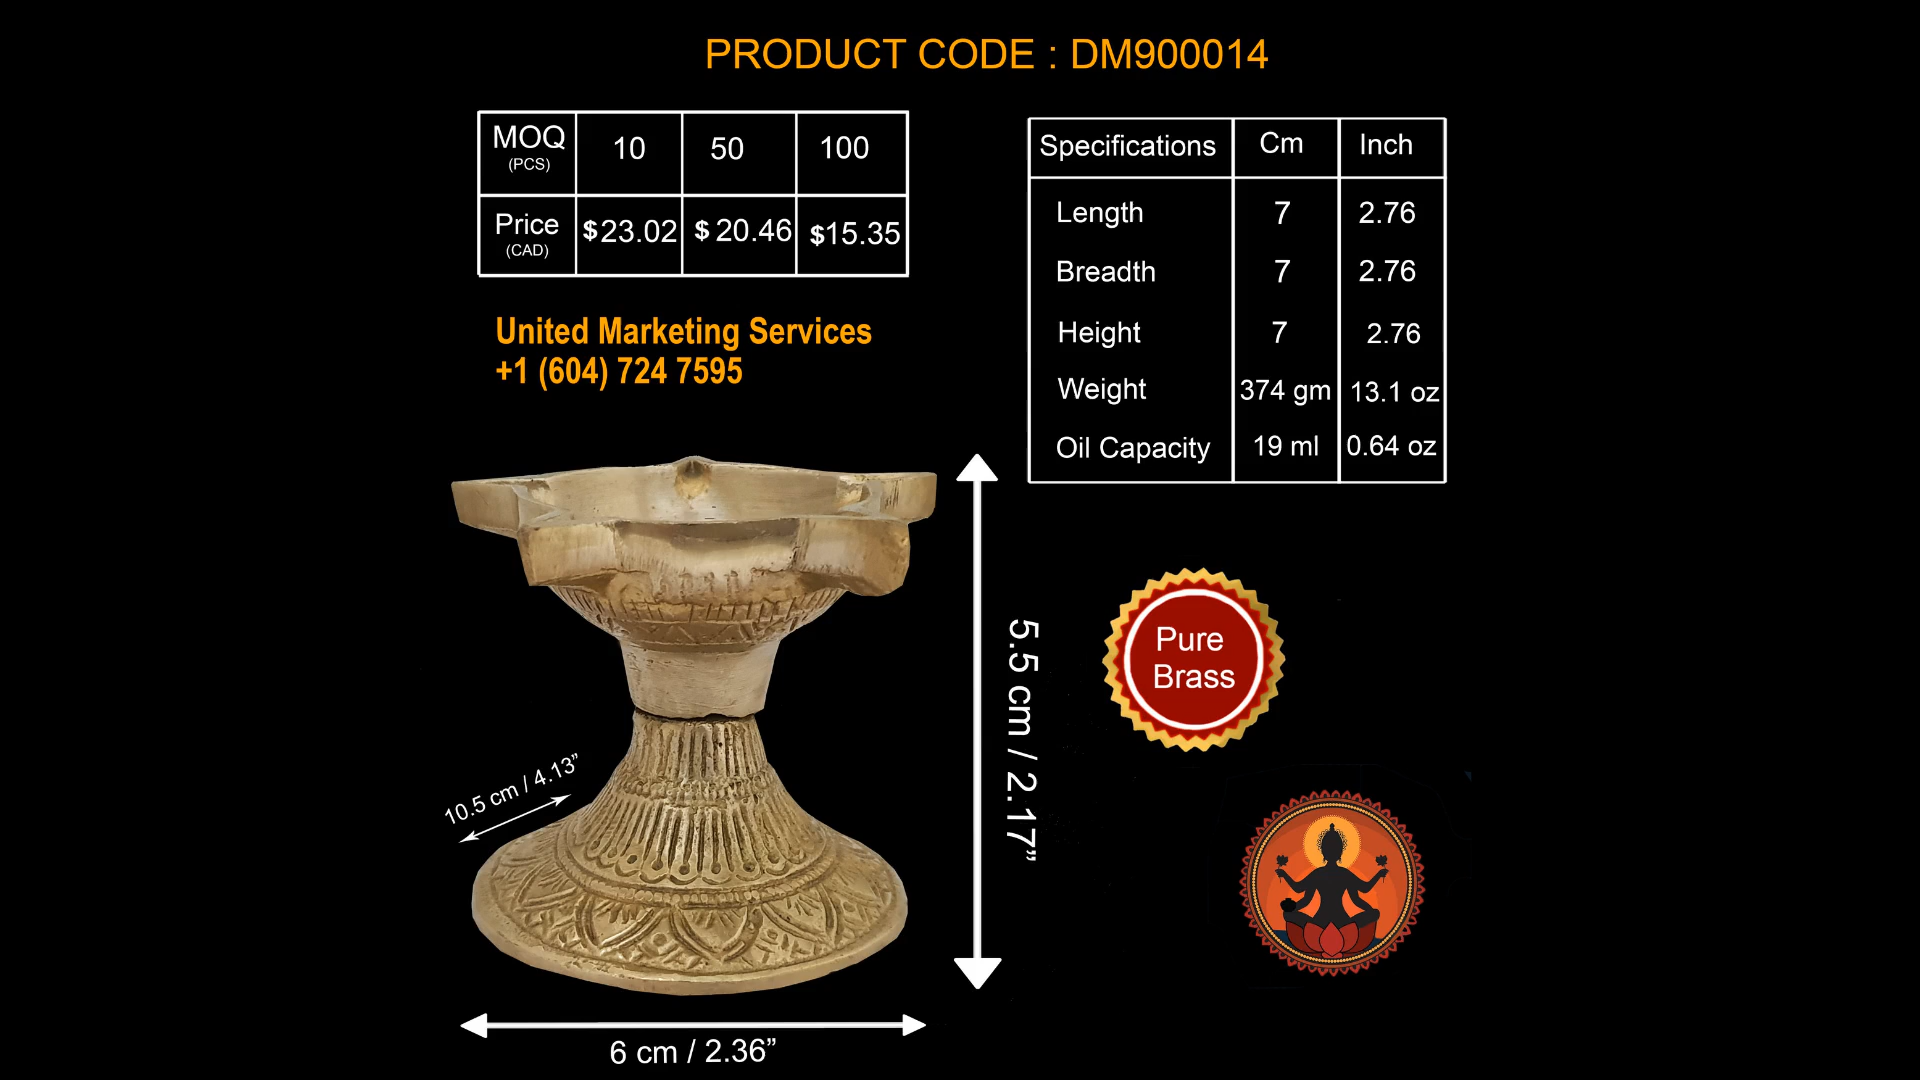 PRODUCT CODE : DM900014
MOQ 10 50 100
(PCS)
Price $23.02 $ 20.46 $15.35
(CAD)
Specifications Cm Inch
Length 7 2.76
Breadth 7 2.76
Height 7 2.76
Weight 374 gm 13.1 oz
Oil Capacity 19 ml 0.64 oz
United Marketing Services
+1 (604) 724 7595
5.5 cm / 2.17”
Pure
Brass
10.5 cm / 4.13”
6 cm / 2.36”